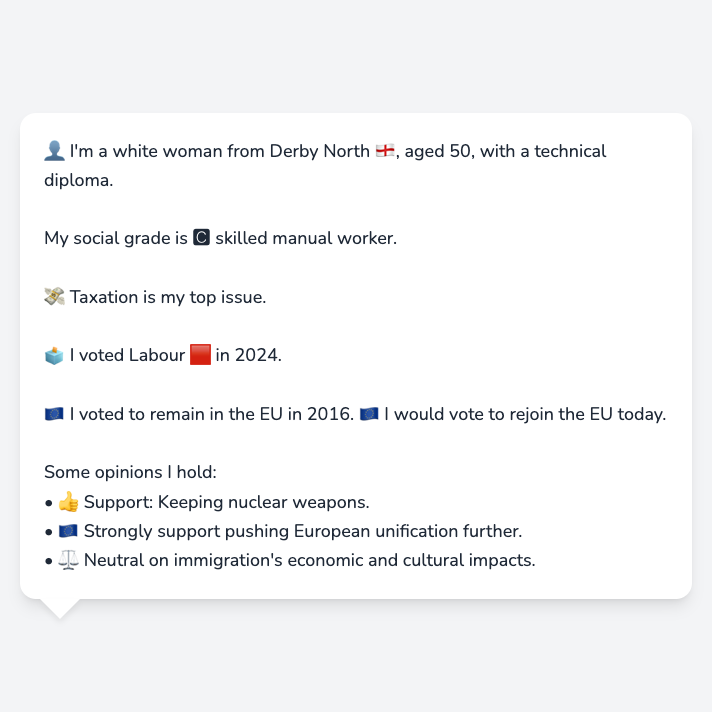 👤 I'm a white woman from Derby North 🏴󠁧󠁢󠁥󠁮󠁧󠁿, aged 50, with a technical
diploma.
My social grade is 🅲 skilled manual worker.
💸 Taxation is my top issue.
🗳️ I voted Labour 🟥 in 2024.
🇪🇺 I voted to remain in the EU in 2016. 🇪🇺 I would vote to rejoin the EU today.
Some opinions I hold:
• 👍 Support: Keeping nuclear weapons.
• 🇪🇺 Strongly support pushing European unification further.
• ⚖️ Neutral on immigration's economic and cultural impacts.